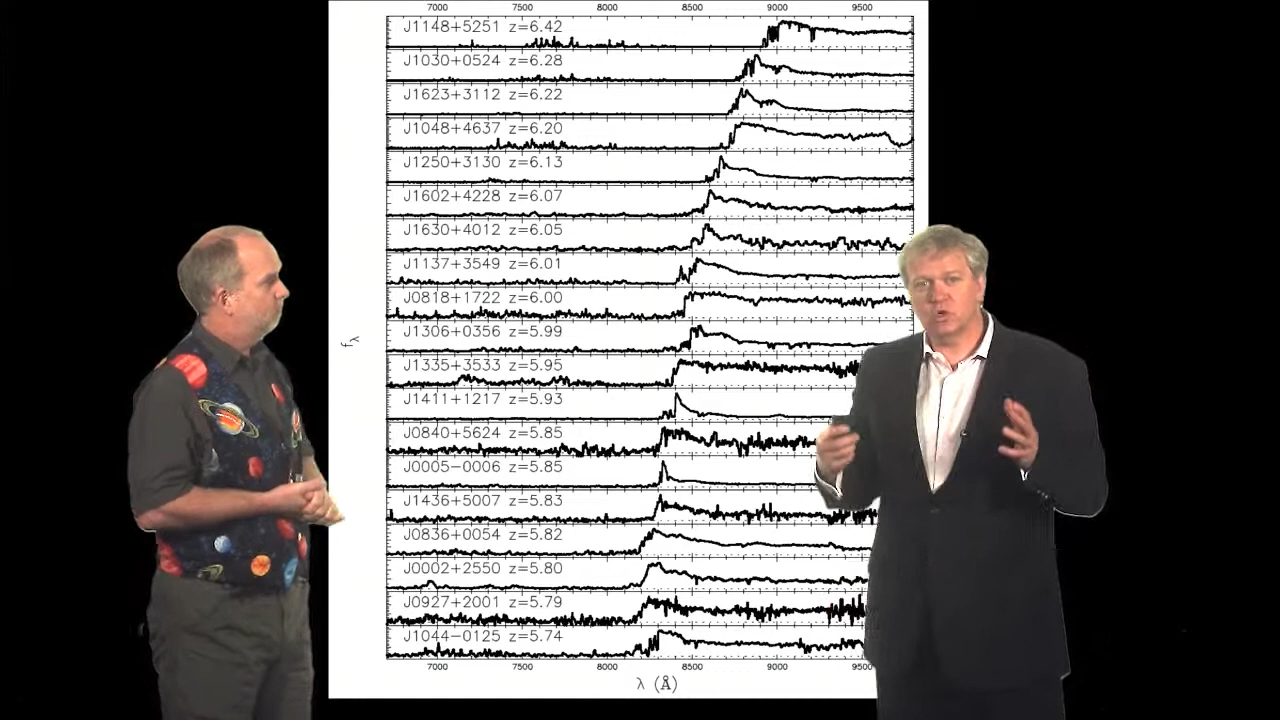 7000 7500 8000 8500 9000 9500
J1148+5251 z=6.42
J1030+0524 z=6.28
J1623+3112 z=6.22
J1048+4637 z=6.20
J1250+3130 z=6.13
J1602+4228 z=6.07
J1630+4012 z=6.05
J1137+3549 z=6.01
J0818+1722 z=6.00
J1306+0356 z=5.99
fλ
J1335+3533 z=5.95
J1411+1217 z=5.93
J0840+5624 z=5.85
J0005−0006 z=5.85
J1436+5007 z=5.83
J0836+0054 z=5.82
J0002+2550 z=5.80
J0927+2001 z=5.79
J1044−0125 z=5.74
7000 7500 8000 8500 9000 9500
λ (Å)